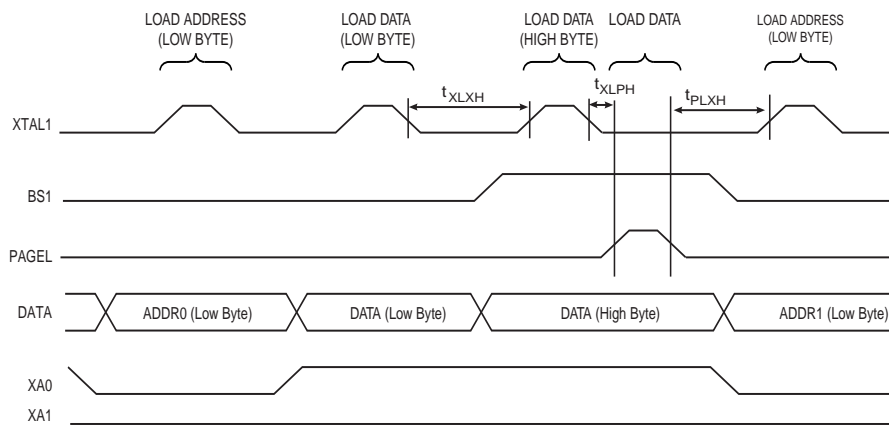 LOAD ADDRESS
(LOW BYTE)
LOAD DATA
(LOW BYTE)
LOAD DATA
(HIGH BYTE)
LOAD DATA
LOAD ADDRESS
(LOW BYTE)
tXLXH
tXLPH
tPLXH
XTAL1
BS1
PAGEL
DATA
ADDR0 (Low Byte)
DATA (Low Byte)
DATA (High Byte)
ADDR1 (Low Byte)
XA0
XA1